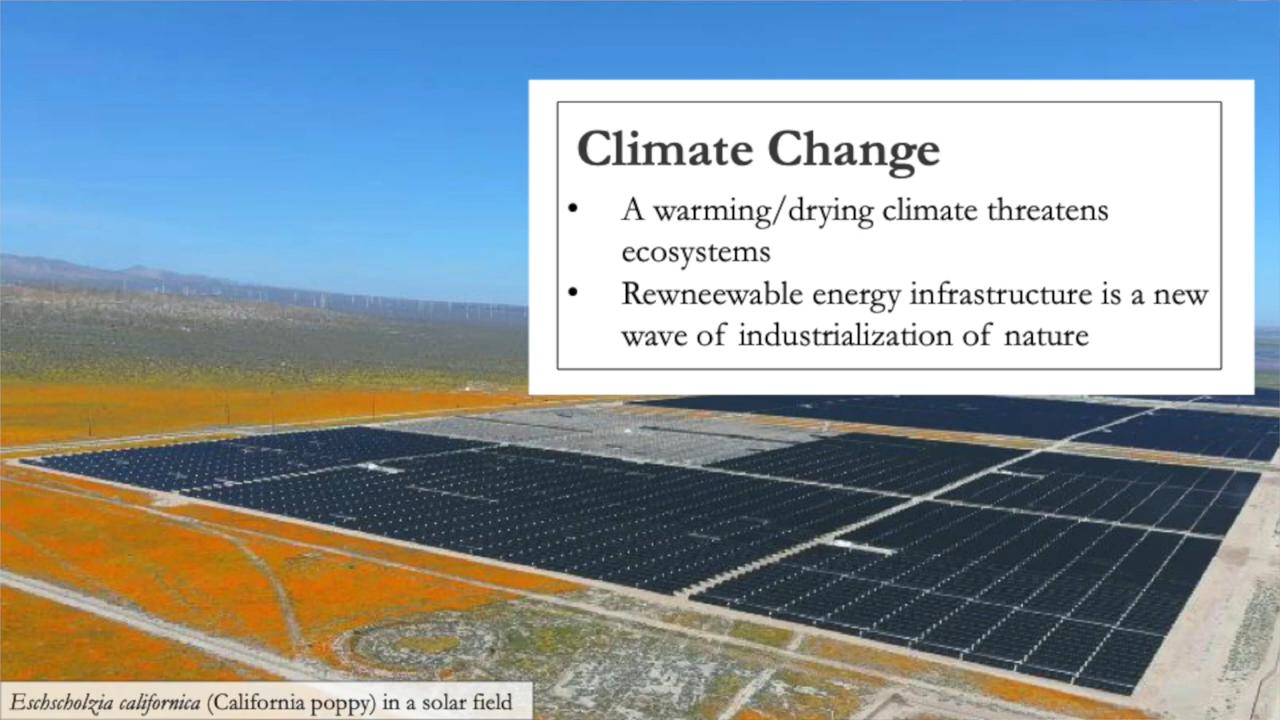 Climate Change
• A warming/drying climate threatens
ecosystems
• Rewneewable energy infrastructure is a new
wave of industrialization of nature
Eschscholzia californica (California poppy) in a solar field